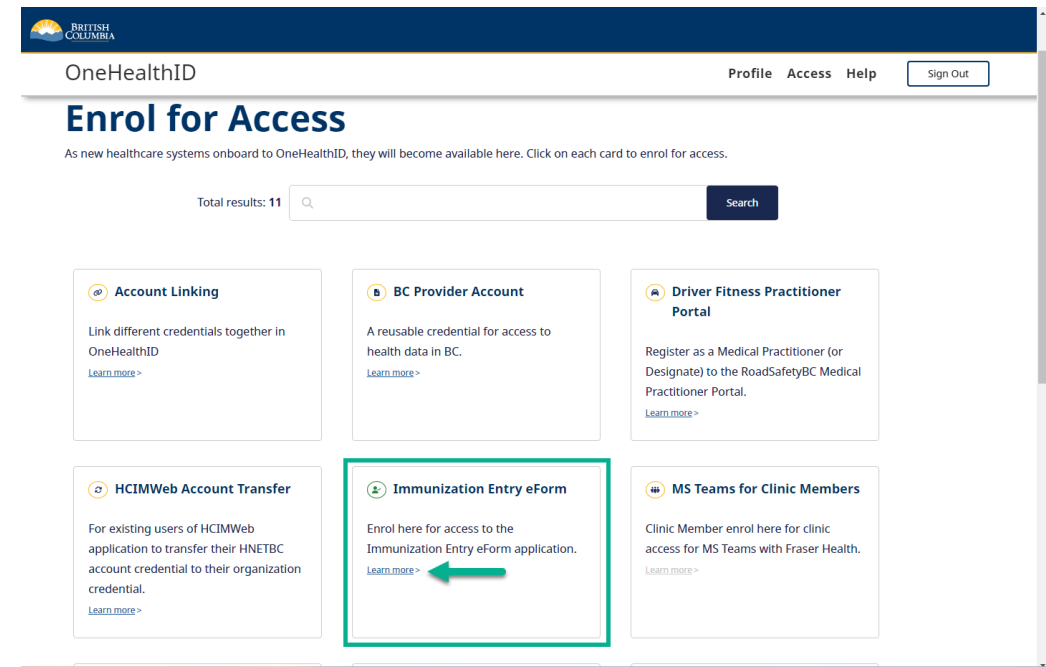 BRITISH
COLUMBIA
OneHealthID
Profile Access Help Sign Out
Enrol for Access
As new healthcare systems onboard to OneHealthID, they will become available here. Click on each card to enrol for access.
Total results: 11
Search
Account Linking
Link different credentials together in
OneHealthID
Learn more >
BC Provider Account
A reusable credential for access to
health data in BC.
Learn more >
Driver Fitness Practitioner
Portal
Register as a Medical Practitioner (or
Designate) to the RoadSafetyBC Medical
Practitioner Portal.
Learn more >
HCIMWeb Account Transfer
For existing users of HCIMWeb
application to transfer their HNETBC
account credential to their organization
credential.
Learn more >
Immunization Entry eForm
Enrol here for access to the
Immunization Entry eForm application.
Learn more >
MS Teams for Clinic Members
Clinic Member enrol here for clinic
access for MS Teams with Fraser Health.
Learn more >